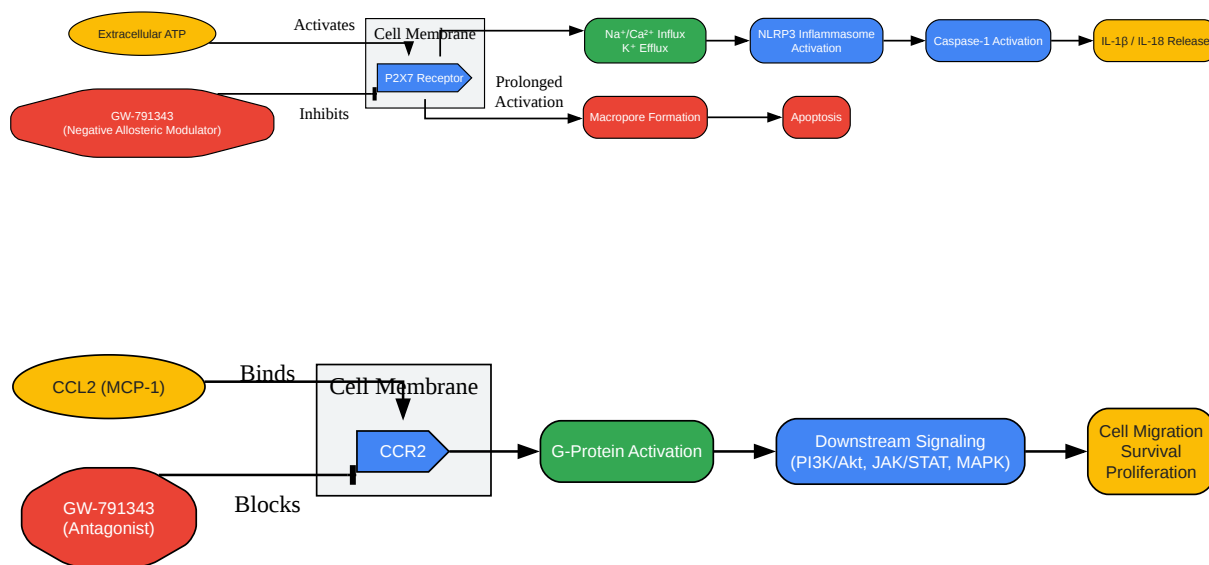 Extracellular ATP
Activates
Cell Membrane
P2X7 Receptor
GW-791343
(Negative Allosteric Modulator)
Inhibits
Prolonged
Activation
Na⁺/Ca²⁺ Influx
K⁺ Efflux
NLRP3 Inflammasome
Activation
Caspase-1 Activation
IL-1β / IL-18 Release
Macropore Formation
Apoptosis
CCL2 (MCP-1)
Binds
Cell Membrane
CCR2
GW-791343
(Antagonist)
Blocks
G-Protein Activation
Downstream Signaling
(PI3K/Akt, JAK/STAT, MAPK)
Cell Migration
Survival
Proliferation